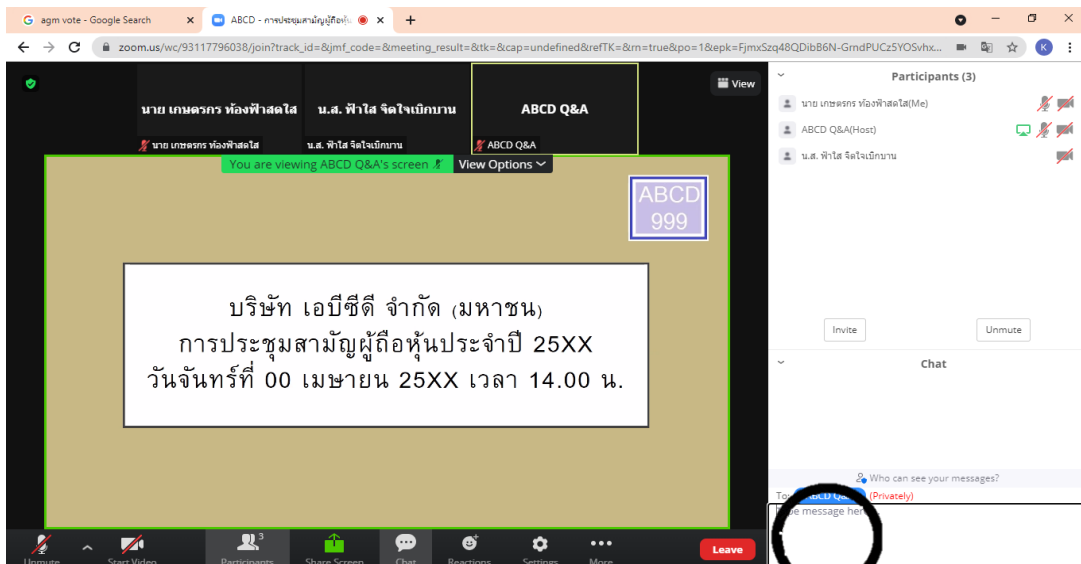 agm vote - Google Search
ABCD - การประชุมสามัญผู้ถือหุ้น
zoom.us/wc/93117796038/join?track_id=&jmf_code=&meeting_result=&tk=&cap=undefined&refTK=&rn=true&po=1&epk=FjmxSzq48QDibB6N-GrndPUCz5YOSvhx...
K
View
นาย เกษตรกร ท้องฟ้าสดใส
น.ส. ฟ้าใส จิตใจเบิกบาน
ABCD Q&A
นาย เกษตรกร ท้องฟ้าสดใส
น.ส. ฟ้าใส จิตใจเบิกบาน
ABCD Q&A
You are viewing ABCD Q&A's screen
View Options
ABCD
999
บริษัท เอบีซีดี จำกัด (มหาชน)
การประชุมสามัญผู้ถือหุ้นประจำปี 25XX
วันจันทร์ที่ 00 เมษายน 25XX เวลา 14.00 น.
Participants (3)
นาย เกษตรกร ท้องฟ้าสดใส(Me)
ABCD Q&A(Host)
น.ส. ฟ้าใส จิตใจเบิกบาน
Invite
Unmute
Chat
Who can see your messages?
To: ABCD Q&A (Privately)
Type message here
Unmute
Start Video
Participants
3
Share Screen
Chat
Reactions
Settings
More
Leave